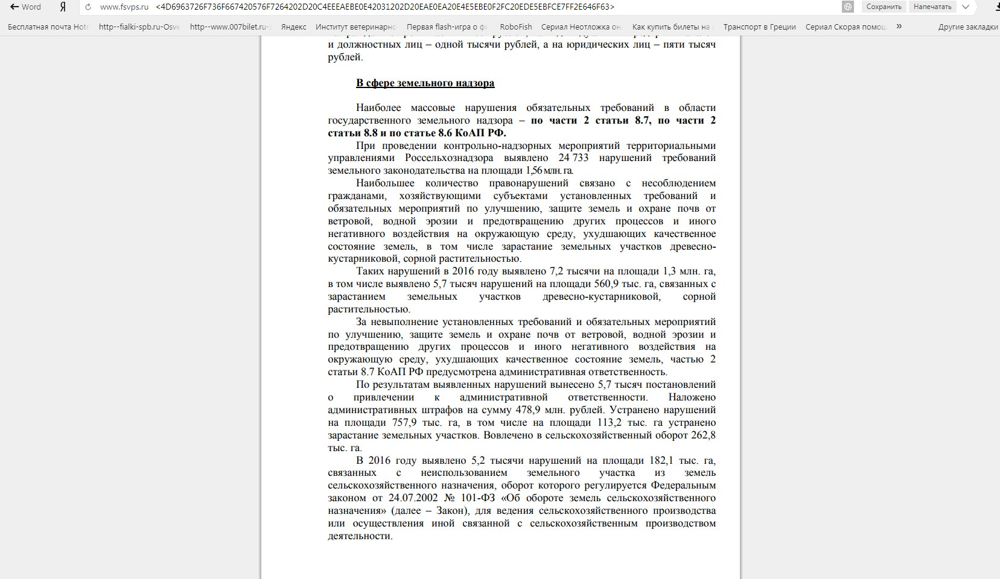 Word
Я
www.fsvps.ru <4D6963726F736F667420576F7264202D20C4EEEAEBE0E42031202D20EAE0EA20E4E5EBE0F2FC20EDE5EBFCE7FF2E646F63>
Сохранить
Напечатать
Бесплатная почта Hotr
http--fialki-spb.ru-Osve
http--www.007bilet.ru-
Яндекс
Институт ветеринарно
Первая flash-игра о фи
RoboFish
Сериал Неотложка он
Как купить билеты на
Транспорт в Греции
Сериал Скорая помощ
»
Другие закладки
и должностных лиц – одной тысячи рублей, а на юридических лиц – пяти тысяч
рублей.
В сфере земельного надзора
Наиболее массовые нарушения обязательных требований в области
государственного земельного надзора – по части 2 статьи 8.7, по части 2
статьи 8.8 и по статье 8.6 КоАП РФ.
При проведении контрольно-надзорных мероприятий территориальными
управлениями Россельхознадзора выявлено 24 733 нарушений требований
земельного законодательства на площади 1,56 млн. га.
Наибольшее количество правонарушений связано с несоблюдением
гражданами, хозяйствующими субъектами установленных требований и
обязательных мероприятий по улучшению, защите земель и охране почв от
ветровой, водной эрозии и предотвращению других процессов и иного
негативного воздействия на окружающую среду, ухудшающих качественное
состояние земель, в том числе зарастание земельных участков древесно-
кустарниковой, сорной растительностью.
Таких нарушений в 2016 году выявлено 7,2 тысячи на площади 1,3 млн. га,
в том числе выявлено 5,7 тысяч нарушений на площади 560,9 тыс. га, связанных с
зарастанием земельных участков древесно-кустарниковой, сорной
растительностью.
За невыполнение установленных требований и обязательных мероприятий
по улучшению, защите земель и охране почв от ветровой, водной эрозии и
предотвращению других процессов и иного негативного воздействия на
окружающую среду, ухудшающих качественное состояние земель, частью 2
статьи 8.7 КоАП РФ предусмотрена административная ответственность.
По результатам выявленных нарушений вынесено 5,7 тысяч постановлений
о привлечении к административной ответственности. Наложено
административных штрафов на сумму 478,9 млн. рублей. Устранено нарушений
на площади 757,9 тыс. га, в том числе на площади 113,2 тыс. га устранено
зарастание земельных участков. Вовлечено в сельскохозяйственный оборот 262,8
тыс. га.
В 2016 году выявлено 5,2 тысячи нарушений на площади 182,1 тыс. га,
связанных с неиспользованием земельного участка из земель
сельскохозяйственного назначения, оборот которого регулируется Федеральным
законом от 24.07.2002 № 101-ФЗ «Об обороте земель сельскохозяйственного
назначения» (далее – Закон), для ведения сельскохозяйственного производства
или осуществления иной связанной с сельскохозяйственным производством
деятельности.